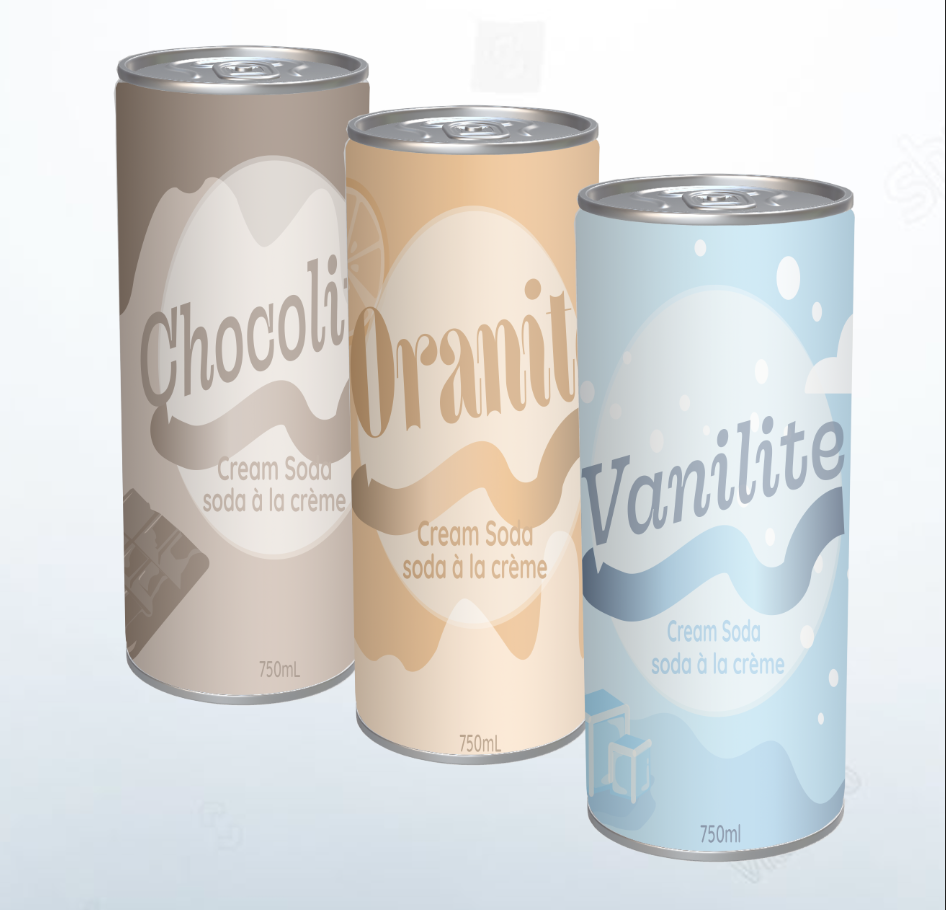 Chocoli
Cream Soda
soda à la crème
750mL
Oranit
Cream Soda
soda à la crème
750mL
Vanilite
Cream Soda
soda à la crème
750ml